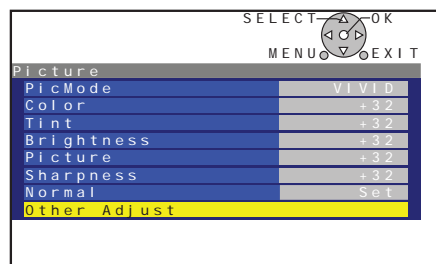 SELECT OK
MENU EXIT
Picture
PicMode VIVID
Color +32
Tint +32
Brightness +32
Picture +32
Sharpness +32
Normal Set
Other Adjust